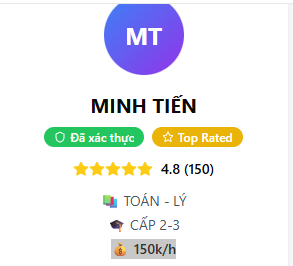 MT
MINH TIẾN
Đã xác thực Top Rated
4.8 (150)
TOÁN - LÝ
CẤP 2-3
150k/h